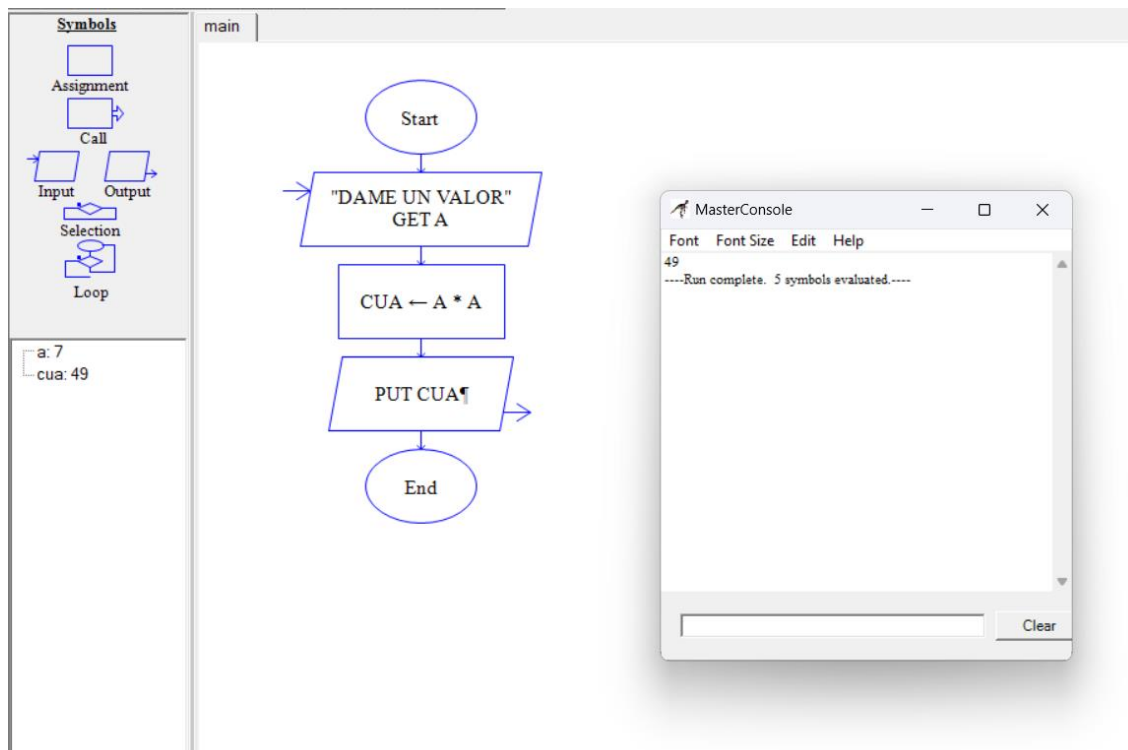 Symbols
Assignment
Call
Input Output
Selection
Loop
a: 7
cua: 49
main
Start
"DAME UN VALOR"
GET A
CUA ← A * A
PUT CUA¶
End
MasterConsole
Font Font Size Edit Help
49
----Run complete. 5 symbols evaluated.----
Clear